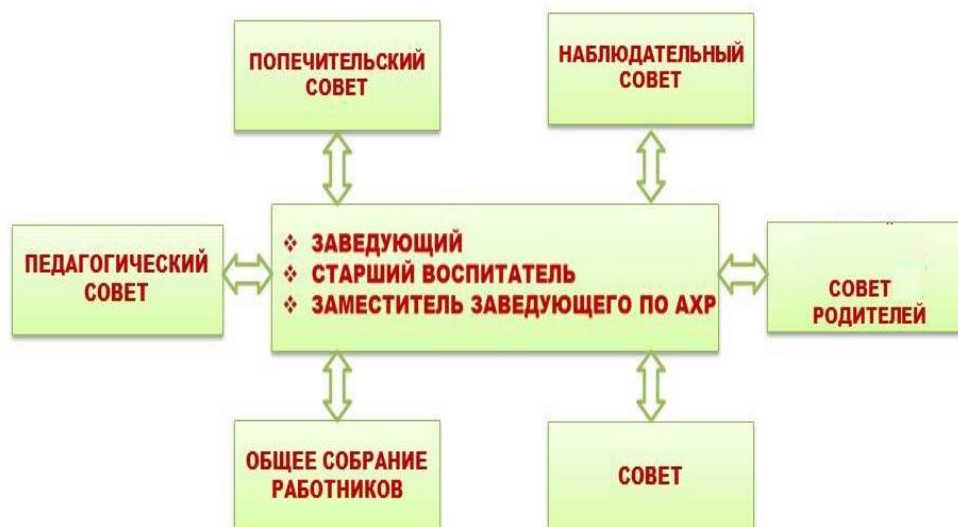 ПОПЕЧИТЕЛЬСКИЙ
СОВЕТ
НАБЛЮДАТЕЛЬНЫЙ
СОВЕТ
ПЕДАГОГИЧЕСКИЙ
СОВЕТ
❖ ЗАВЕДУЮЩИЙ
❖ СТАРШИЙ ВОСПИТАТЕЛЬ
❖ ЗАМЕСТИТЕЛЬ ЗАВЕДУЮЩЕГО ПО АХР
СОВЕТ
РОДИТЕЛЕЙ
ОБЩЕЕ СОБРАНИЕ
РАБОТНИКОВ
СОВЕТ